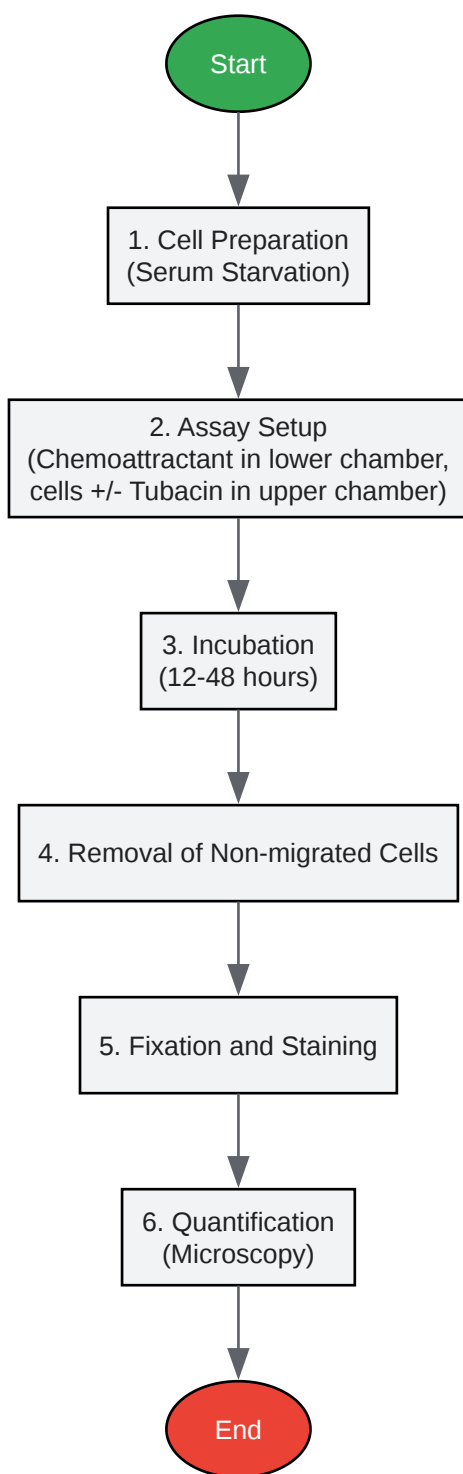 Start
1. Cell Preparation
(Serum Starvation)
2. Assay Setup
(Chemoattractant in lower chamber,
cells +/- Tubacin in upper chamber)
3. Incubation
(12-48 hours)
4. Removal of Non-migrated Cells
5. Fixation and Staining
6. Quantification
(Microscopy)
End